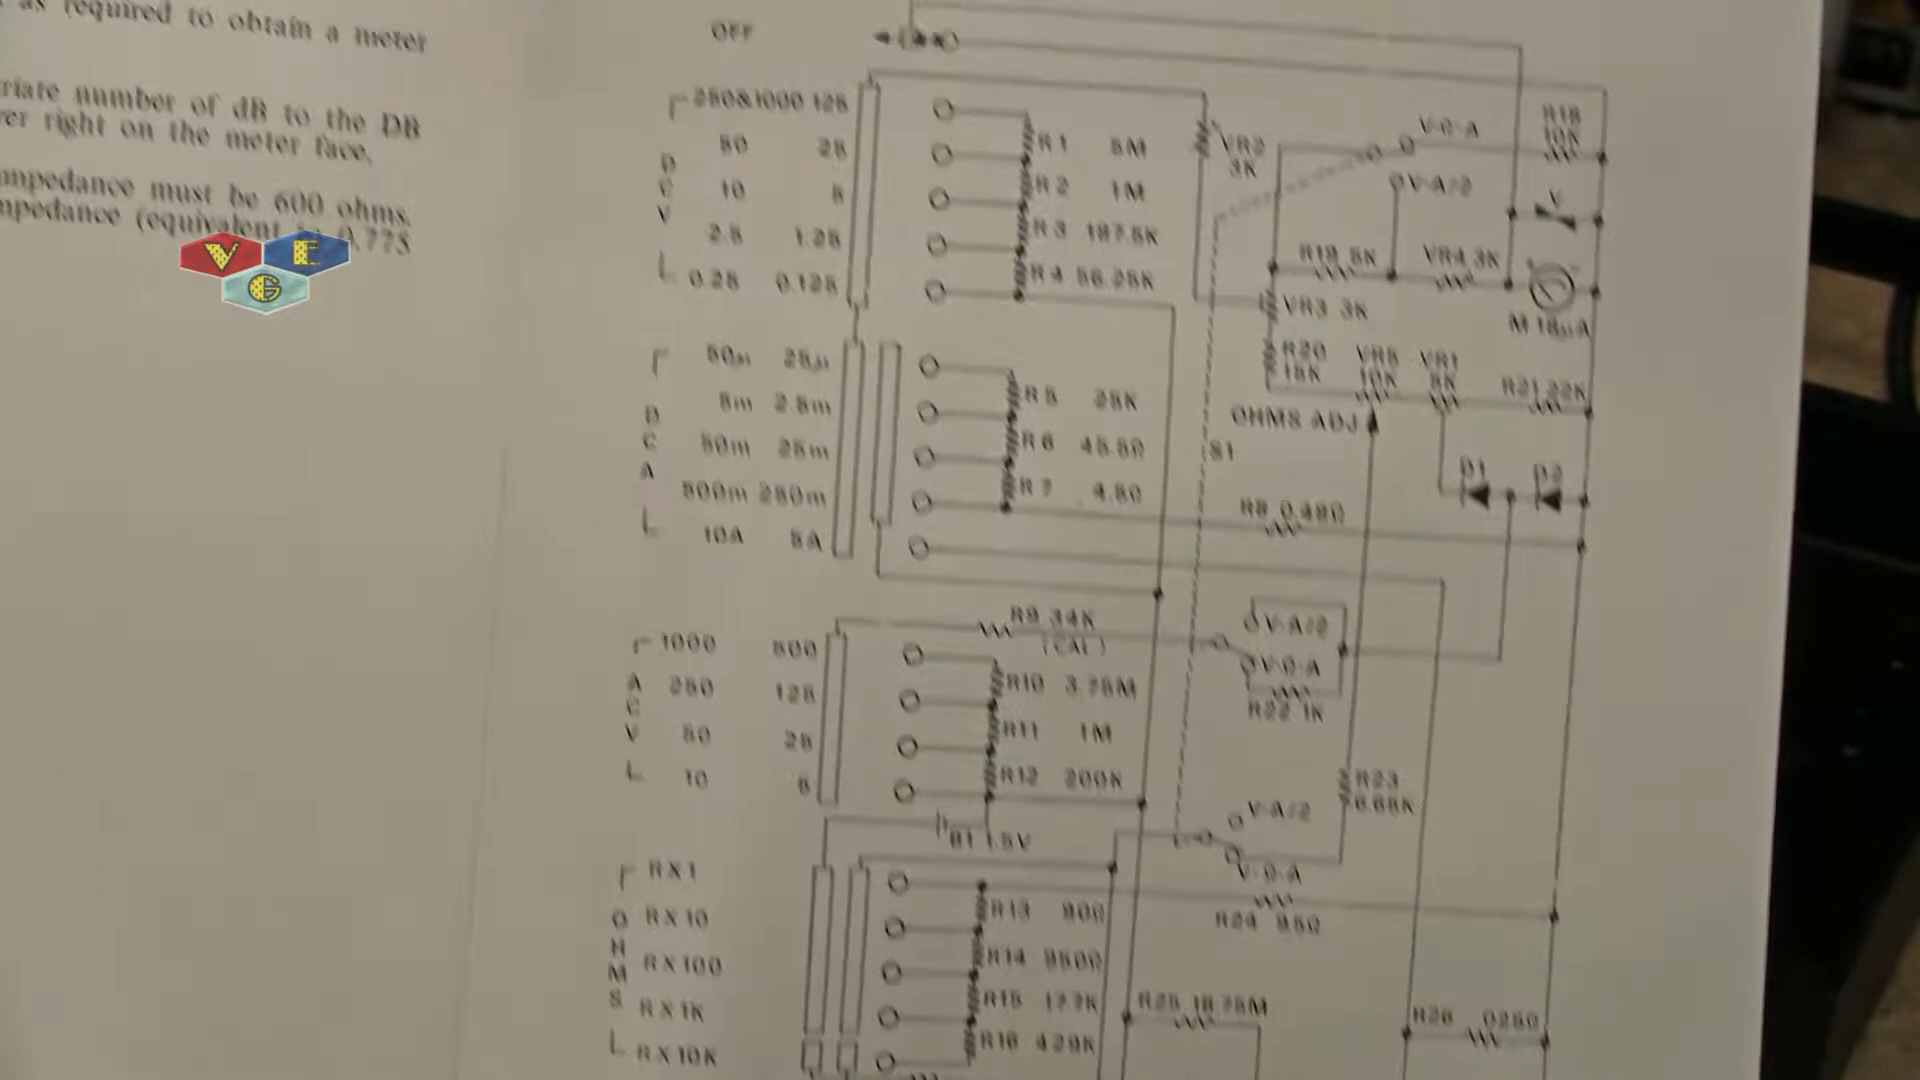 as required to obtain a meter
riate number of dB to the DB
er right on the meter face.
mpedance must be 600 ohms.
mpedance (equivalent 0.775
VEG
OFF
250&1000 125
50 25
10 5
2.5 1.25
0.25 0.125
DCV
R1 5M
R2 1M
R3 187.5K
R4 56.25K
VR2
3K
V-Ω-A
V-A/2
R18
10K
R19 5K
VR4 3K
M 18μA
VR3 3K
R20
15K
VR5
10K
VR1
R21 22K
OHMS ADJ
S1
D1
D2
50μ 25μ
5m 2.5m
50m 25m
500m 250m
10A 5A
DCA
R5 25K
R6 45.5Ω
R7 4.5Ω
R8 0.48Ω
1000 500
250 125
50 25
10 5
ACV
R9 34K
(CAL)
R10 3.75M
R11 1M
R12 200K
V-A/2
V-Ω-A
R22 1K
R23
V-A/2
V-Ω-A
B1 1.5V
RX1
RX10
RX100
RX1K
RX10K
OHMS
R13
R14
R15
R16
R24
R25 18.75M
R26